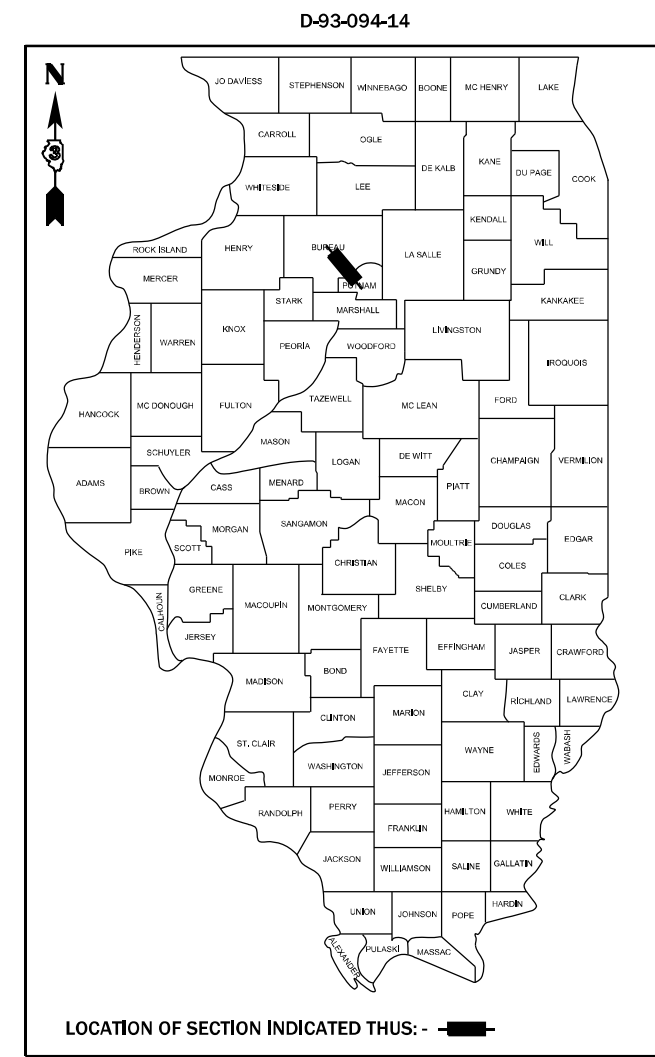 D-93-094-14
N
3
JO DAVIESS STEPHENSON WINNEBAGO BOONE MC HENRY LAKE
CARROLL OGLE DE KALB KANE DU PAGE COOK
WHITESIDE LEE
KENDALL WILL
ROCK ISLAND HENRY BUREAU LA SALLE GRUNDY
MERCER PUTNAM KANKAKEE
STARK MARSHALL
HENDERSON WARREN KNOX PEORIA WOODFORD LIVINGSTON IROQUOIS
HANCOCK MC DONOUGH FULTON TAZEWELL MC LEAN FORD
MASON
SCHUYLER LOGAN DE WITT CHAMPAIGN VERMILION
ADAMS BROWN CASS MENARD PIATT
MACON
MORGAN SANGAMON DOUGLAS EDGAR
PIKE SCOTT CHRISTIAN MOULTRIE
COLES
CALHOUN GREENE MACOUPIN MONTGOMERY SHELBY CUMBERLAND CLARK
JERSEY FAYETTE EFFINGHAM JASPER CRAWFORD
BOND
MADISON CLAY RICHLAND LAWRENCE
CLINTON MARION
ST. CLAIR WAYNE EDWARDS WABASH
WASHINGTON JEFFERSON
MONROE
RANDOLPH PERRY HAMILTON WHITE
FRANKLIN
JACKSON WILLIAMSON SALINE GALLATIN
UNION JOHNSON POPE HARDIN
ALEXANDER PULASKI MASSAC
LOCATION OF SECTION INDICATED THUS: -